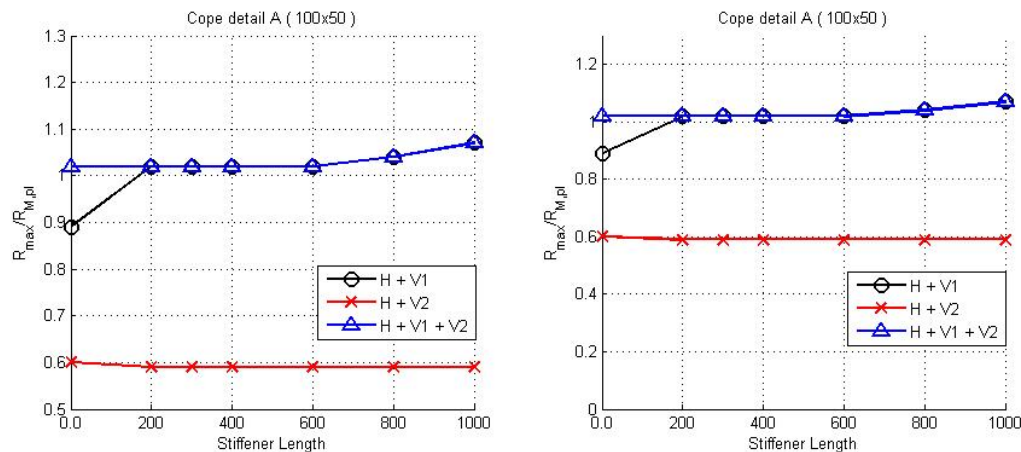 Cope detail A ( 100x50 )
1.3
1.2
1.1
1
0.9
0.8
0.7
0.6
0.5
R_max/R_M,pl
0.0 200 400 600 800 1000
Stiffener Length
H + V1
H + V2
H + V1 + V2
Cope detail A ( 100x50 )
1.2
1
0.8
0.6
0.4
0.2
0
R_max/R_M,pl
0.0 200 400 600 800 1000
Stiffener Length
H + V1
H + V2
H + V1 + V2